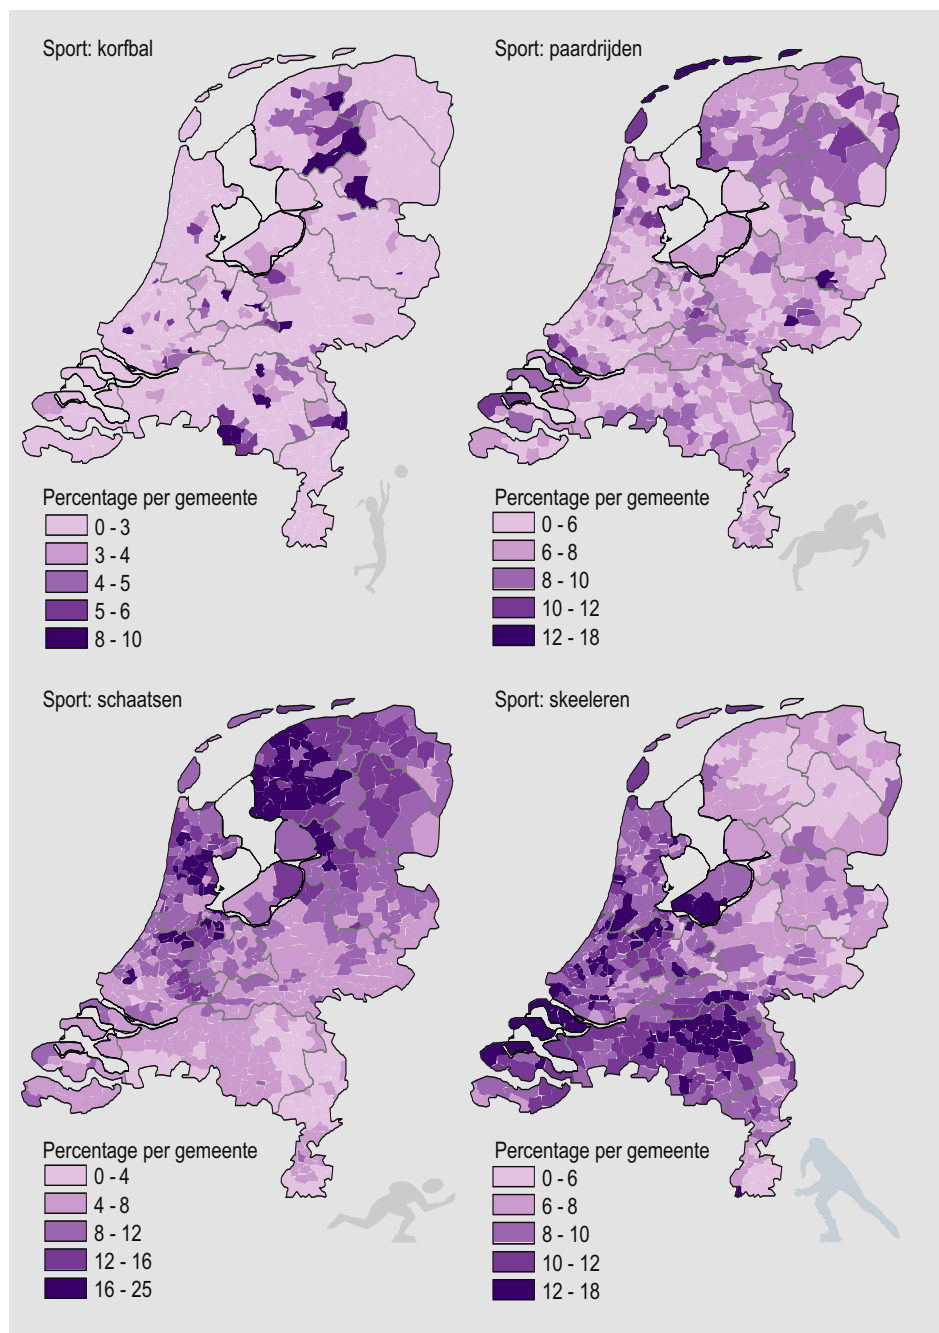 Sport: korfbal
Percentage per gemeente
0 - 3
3 - 4
4 - 5
5 - 6
8 - 10
Sport: paardrijden
Percentage per gemeente
0 - 6
6 - 8
8 - 10
10 - 12
12 - 18
Sport: schaatsen
Percentage per gemeente
0 - 4
4 - 8
8 - 12
12 - 16
16 - 25
Sport: skeeleren
Percentage per gemeente
0 - 6
6 - 8
8 - 10
10 - 12
12 - 18